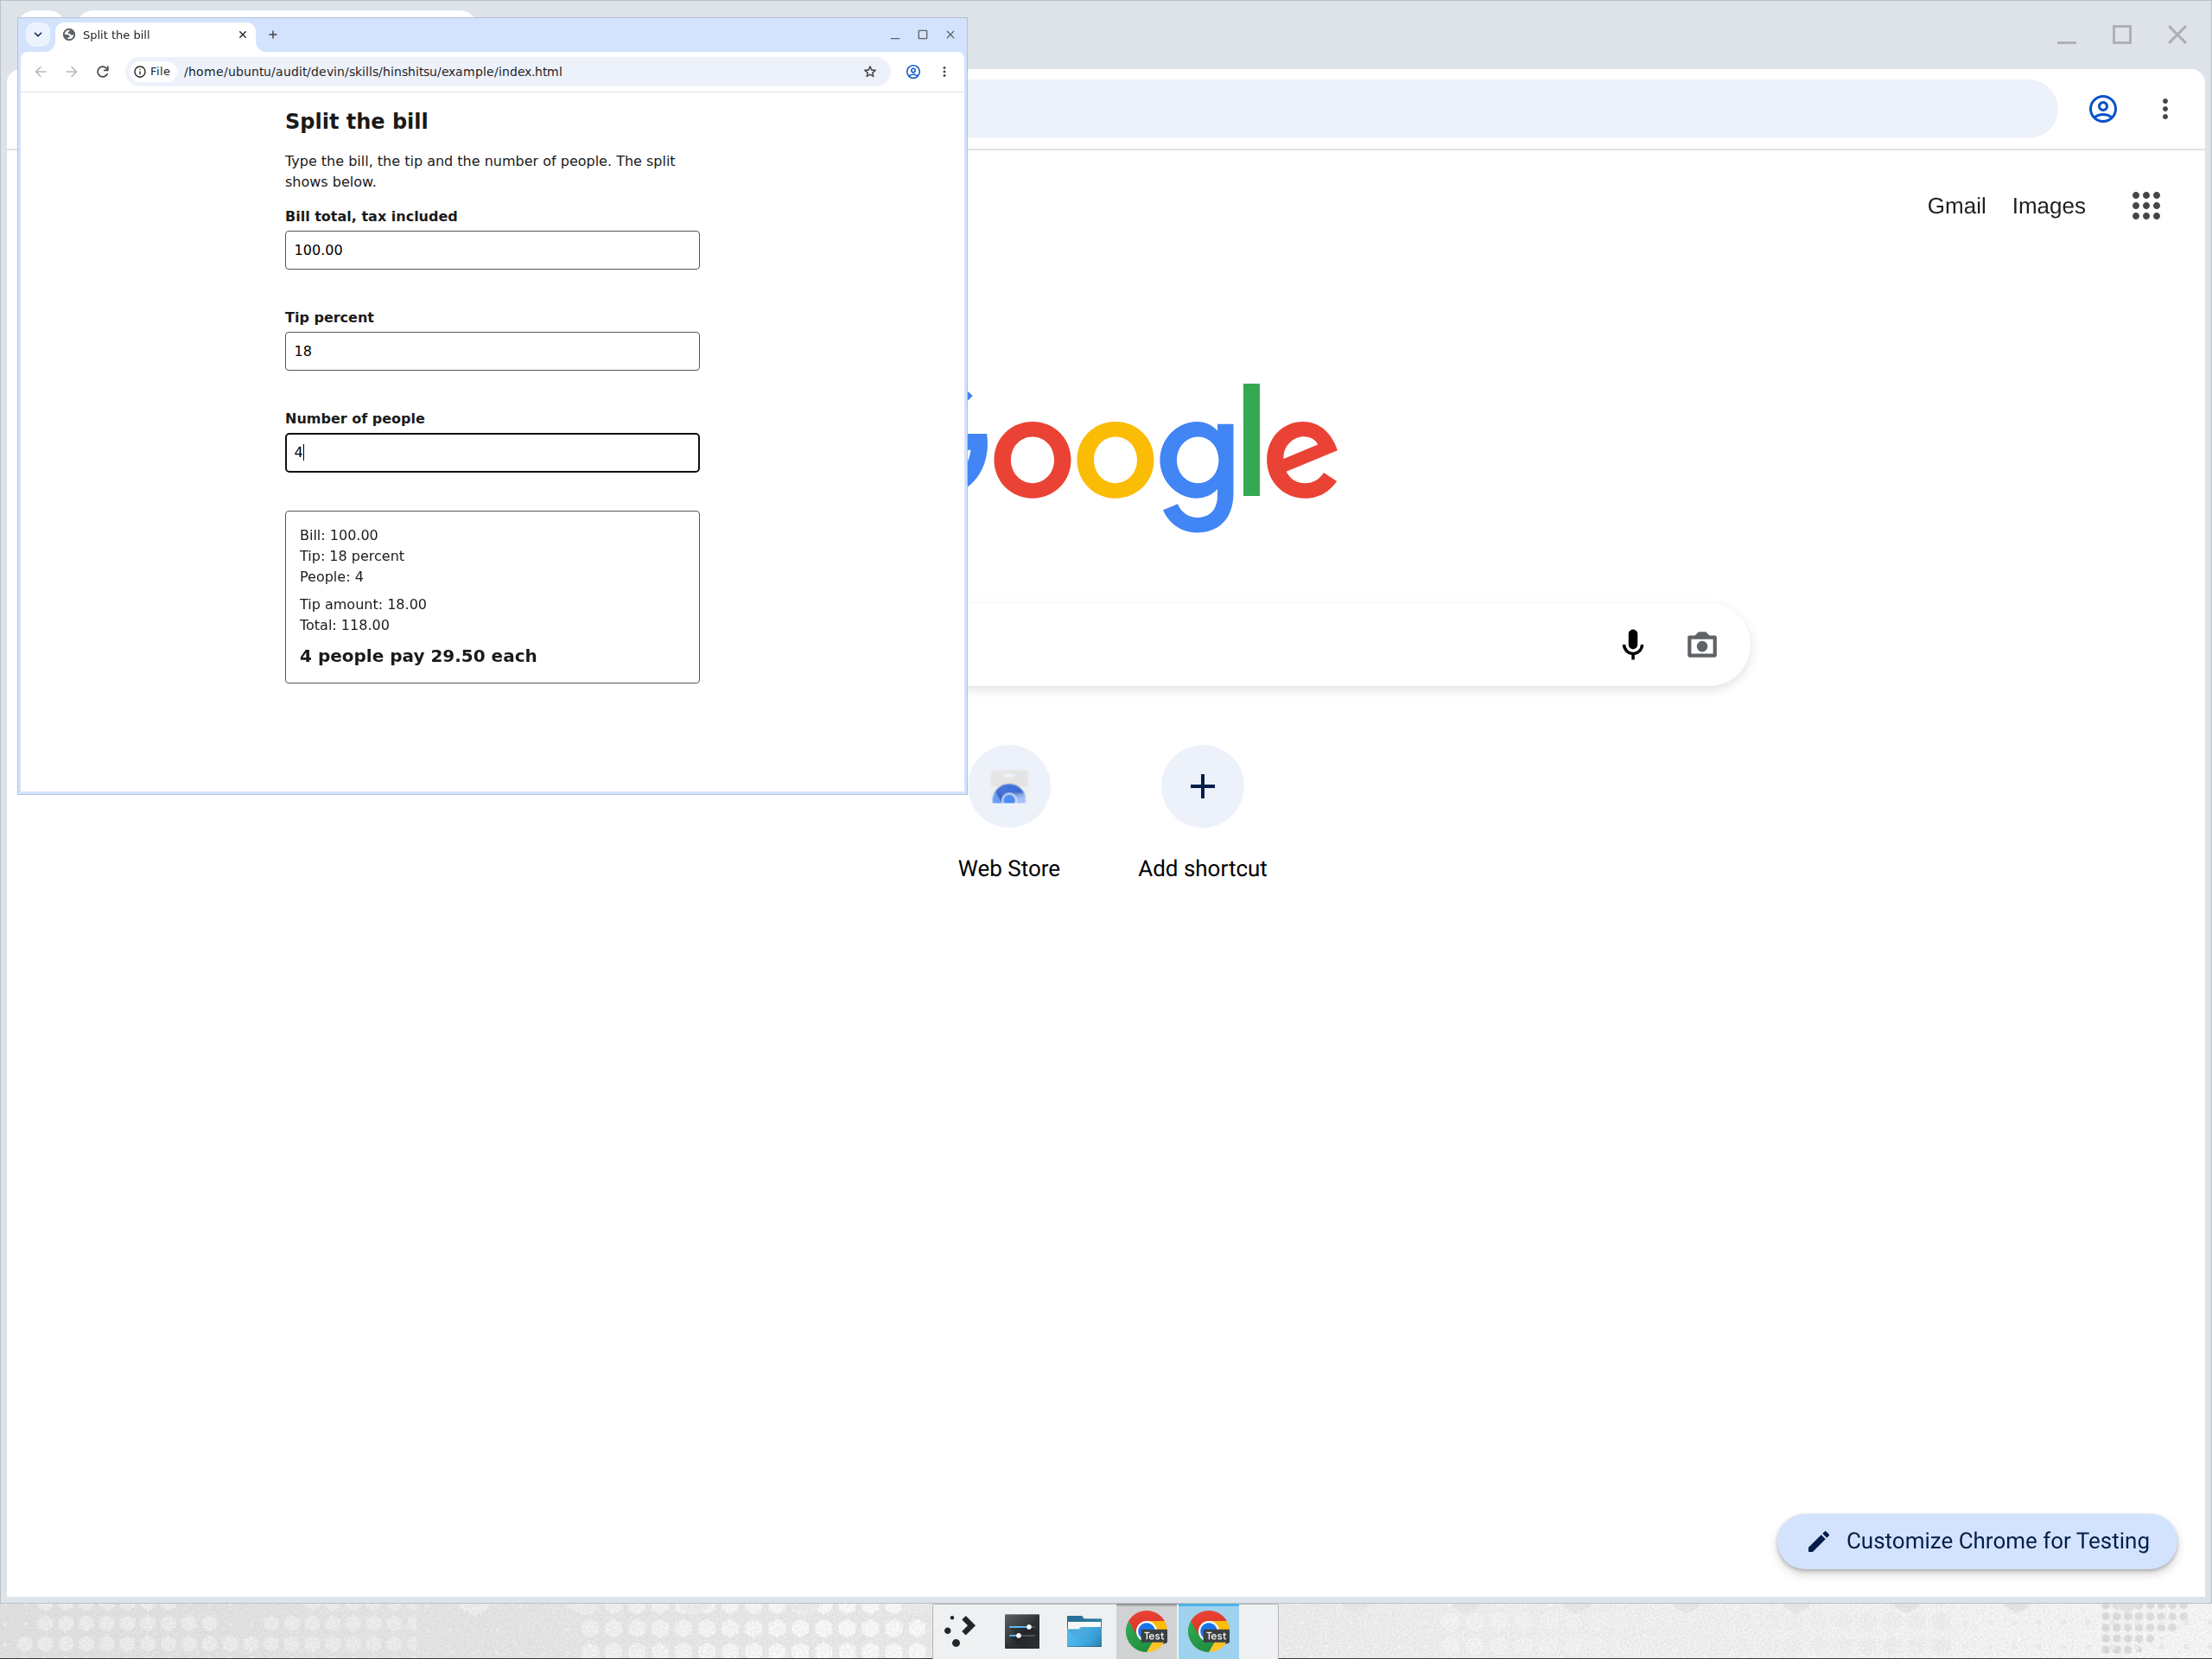 Split the bill
File
/home/ubuntu/audit/devin/skills/hinshitsu/example/index.html
Split the bill
Type the bill, the tip and the number of people. The split
shows below.
Bill total, tax included
100.00
Tip percent
18
Number of people
4
Bill: 100.00
Tip: 18 percent
People: 4
Tip amount: 18.00
Total: 118.00
4 people pay 29.50 each
Gmail Images
Google
Web Store Add shortcut
Customize Chrome for Testing
Test Test